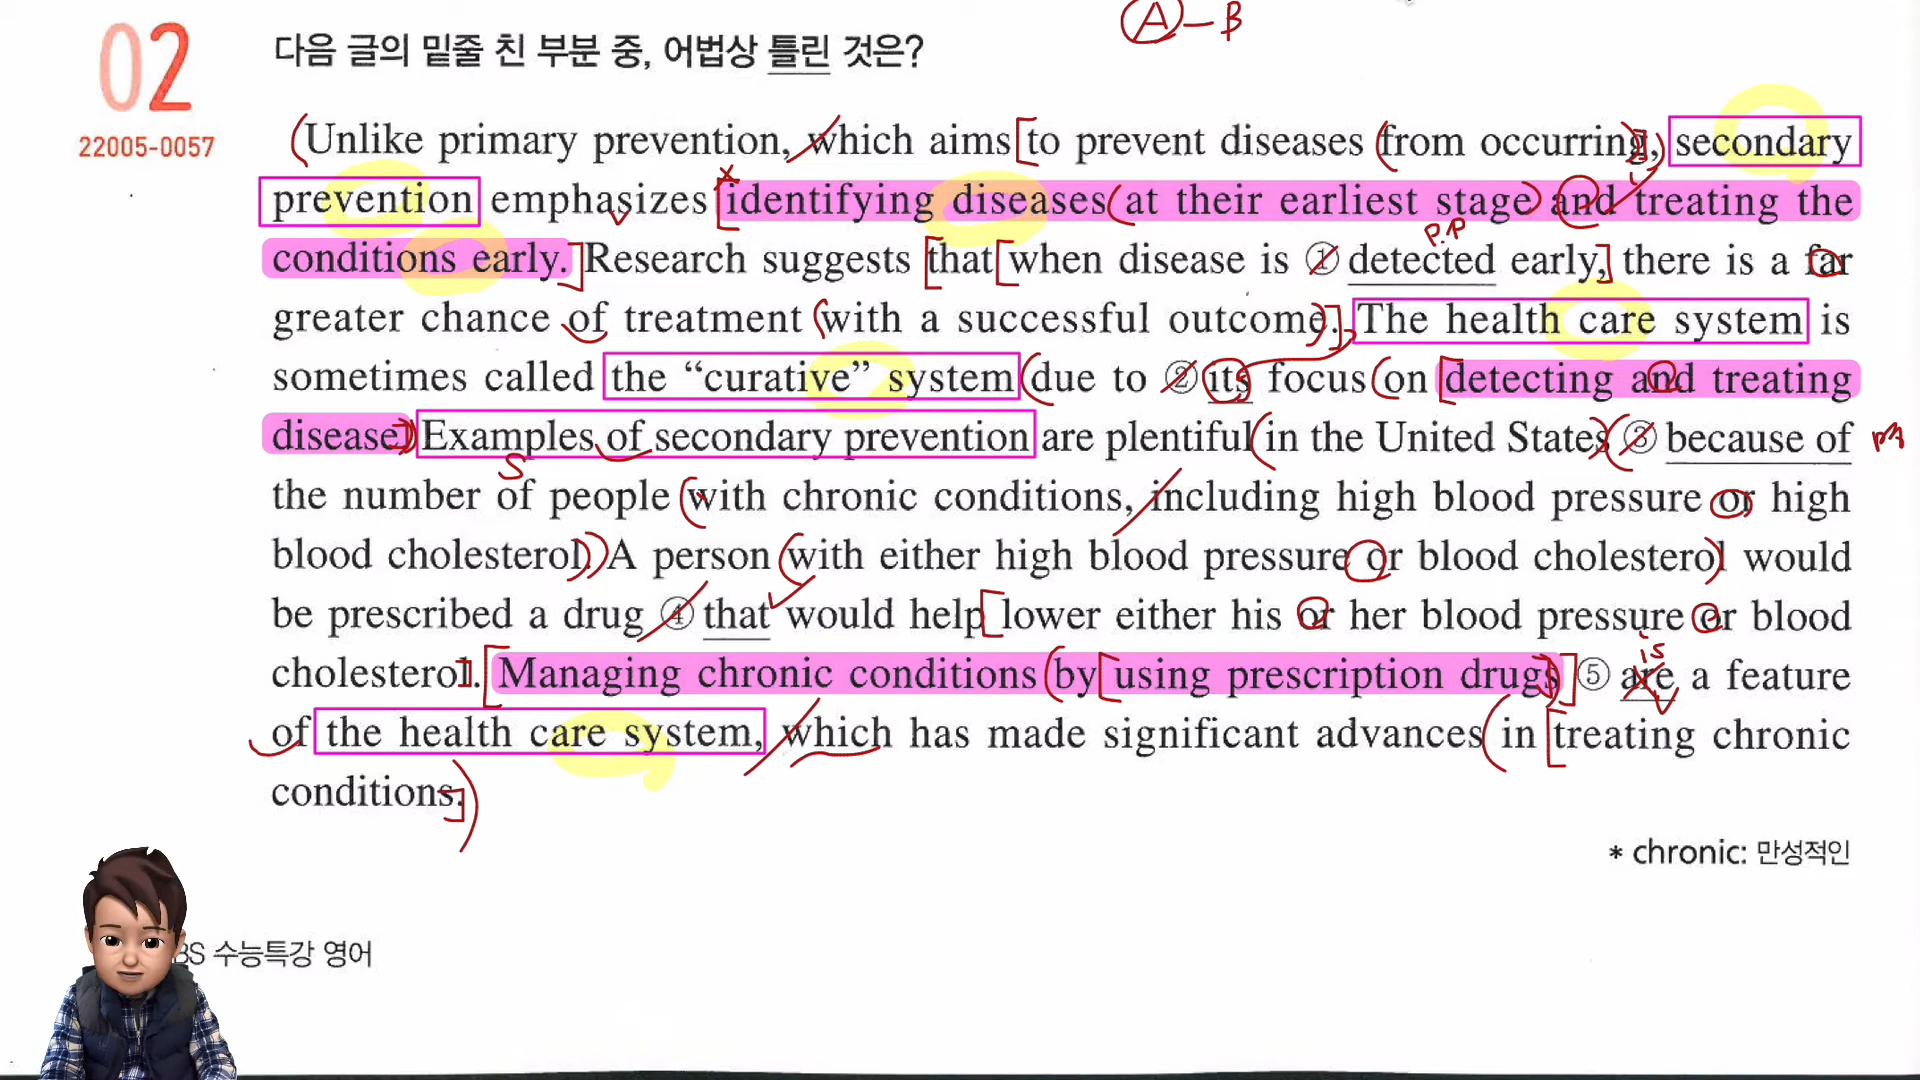 A - B
02
22005-0057
다음 글의 밑줄 친 부분 중, 어법상 틀린 것은?
Unlike primary prevention, which aims to prevent diseases from occurring, secondary
prevention emphasizes identifying diseases at their earliest stage and treating the
conditions early. Research suggests that when disease is ① detected early, there is a far
p.p
greater chance of treatment with a successful outcome. The health care system is
sometimes called the “curative” system due to ② its focus on detecting and treating
disease. Examples of secondary prevention are plentiful in the United States ③ because of
S
the number of people with chronic conditions, including high blood pressure or high
blood cholesterol. A person with either high blood pressure or blood cholesterol would
be prescribed a drug ④ that would help lower either his or her blood pressure or blood
is
cholesterol. Managing chronic conditions by using prescription drugs ⑤ are a feature
of the health care system, which has made significant advances in treating chronic
conditions.
* chronic: 만성적인
BS 수능특강 영어